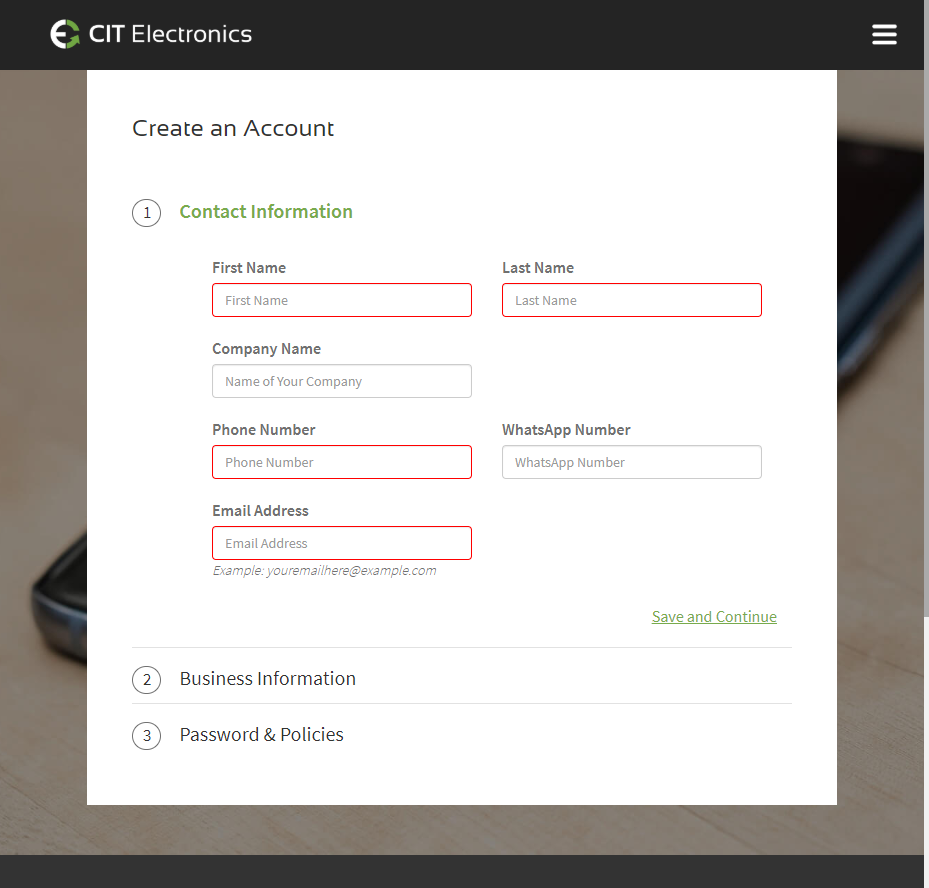 CIT Electronics
Create an Account
1 Contact Information
First Name Last Name
First Name Last Name
Company Name
Name of Your Company
Phone Number WhatsApp Number
Phone Number WhatsApp Number
Email Address
Email Address
Example: youremailhere@example.com
Save and Continue
2 Business Information
3 Password & Policies